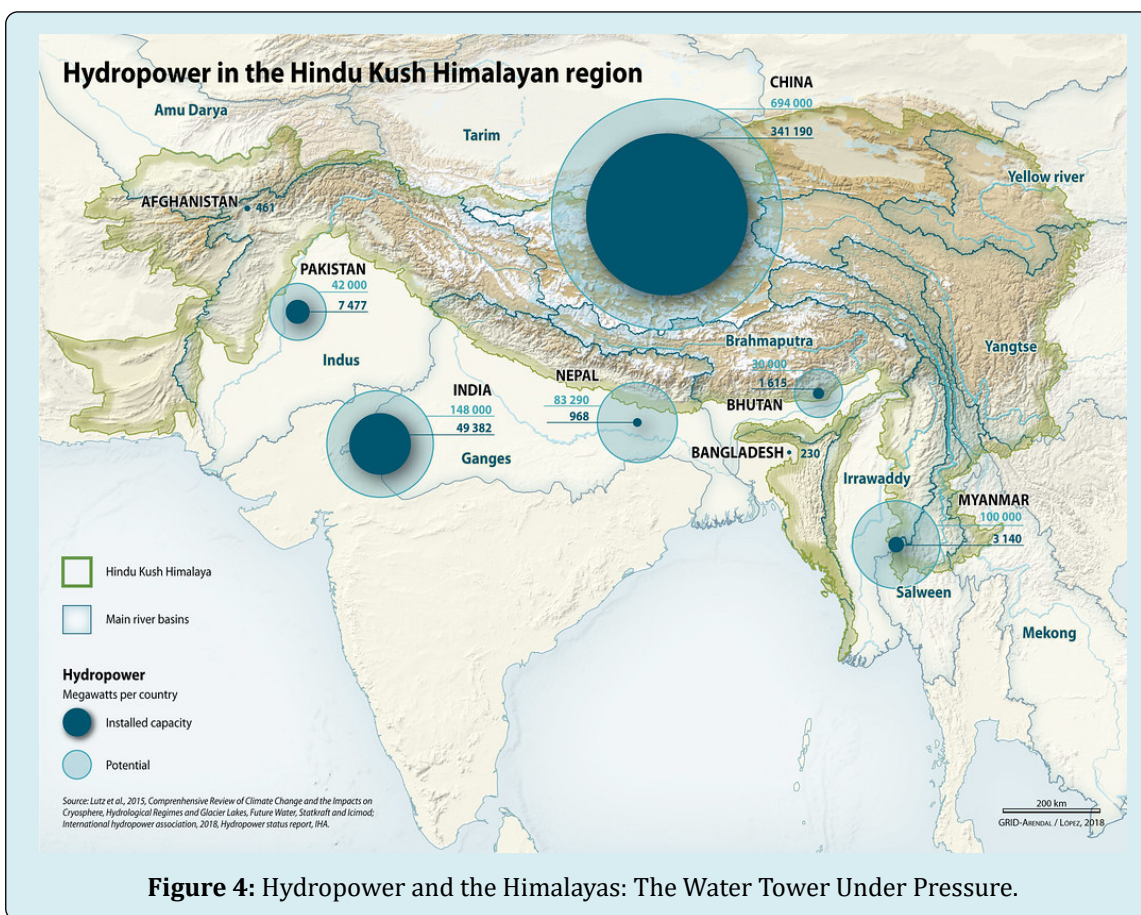 Hydropower in the Hindu Kush Himalayan region
CHINA
694 000
341 190
Amu Darya
Tarim
Yellow river
AFGHANISTAN
461
PAKISTAN
42 000
7 477
Indus
Brahmaputra
Yangtse
NEPAL
83 290
968
INDIA
148 000
49 382
Ganges
30 000
1 615
BHUTAN
BANGLADESH
230
Irrawaddy
MYANMAR
100 000
3 140
Salween
Mekong
Hindu Kush Himalaya
Main river basins
Hydropower
Megawatts per country
Installed capacity
Potential
Source: Lutz et al., 2015, Comprenhensive Review of Climate Change and the Impacts on
Cryosphere, Hydrological Regimes and Glacier Lakes, Future Water, Statkraft and Icimod;
International hydropower association, 2018, Hydropower status report, IHA.
200 km
GRID-ARENDAL / LÓPEZ, 2018
Figure 4: Hydropower and the Himalayas: The Water Tower Under Pressure.